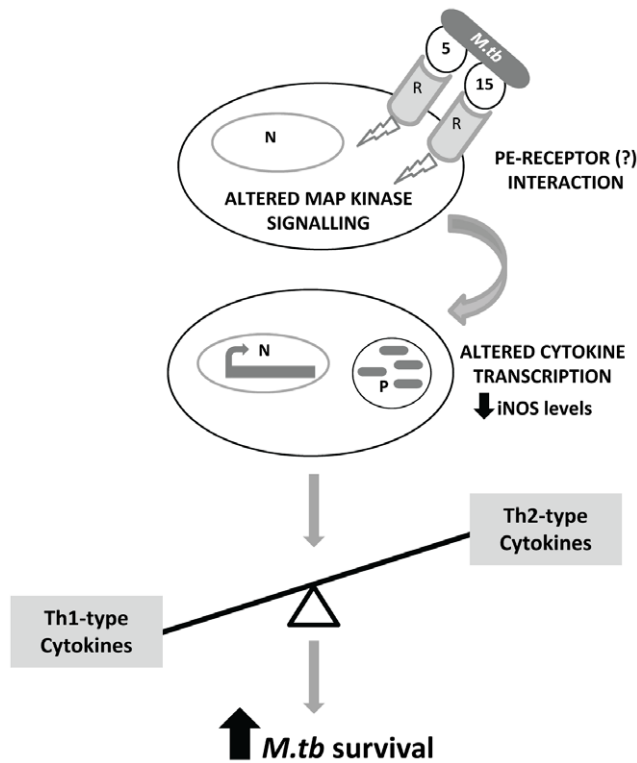 M.tb
5
15
R
R
N
PE-RECEPTOR (?)
INTERACTION
ALTERED MAP KINASE
SIGNALLING
N
P
ALTERED CYTOKINE
TRANSCRIPTION
iNOS levels
Th2-type
Cytokines
Th1-type
Cytokines
M.tb survival